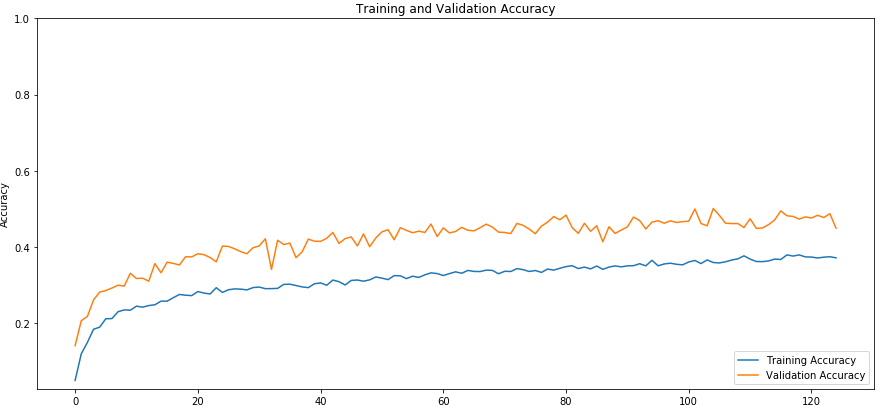 Training and Validation Accuracy
1.0
0.8
0.6
0.4
0.2
Accuracy
0 20 40 60 80 100 120
Training Accuracy
Validation Accuracy